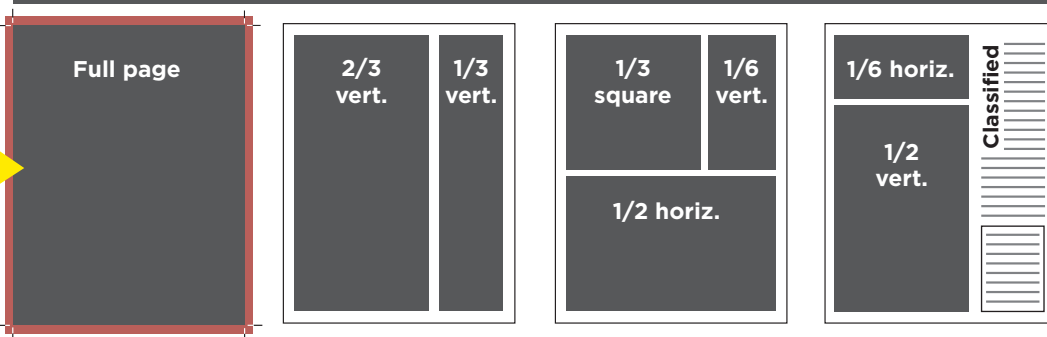 Full page
2/3
vert.
1/3
vert.
1/3
square
1/6
vert.
1/2 horiz.
1/6 horiz.
1/2
vert.
Classified